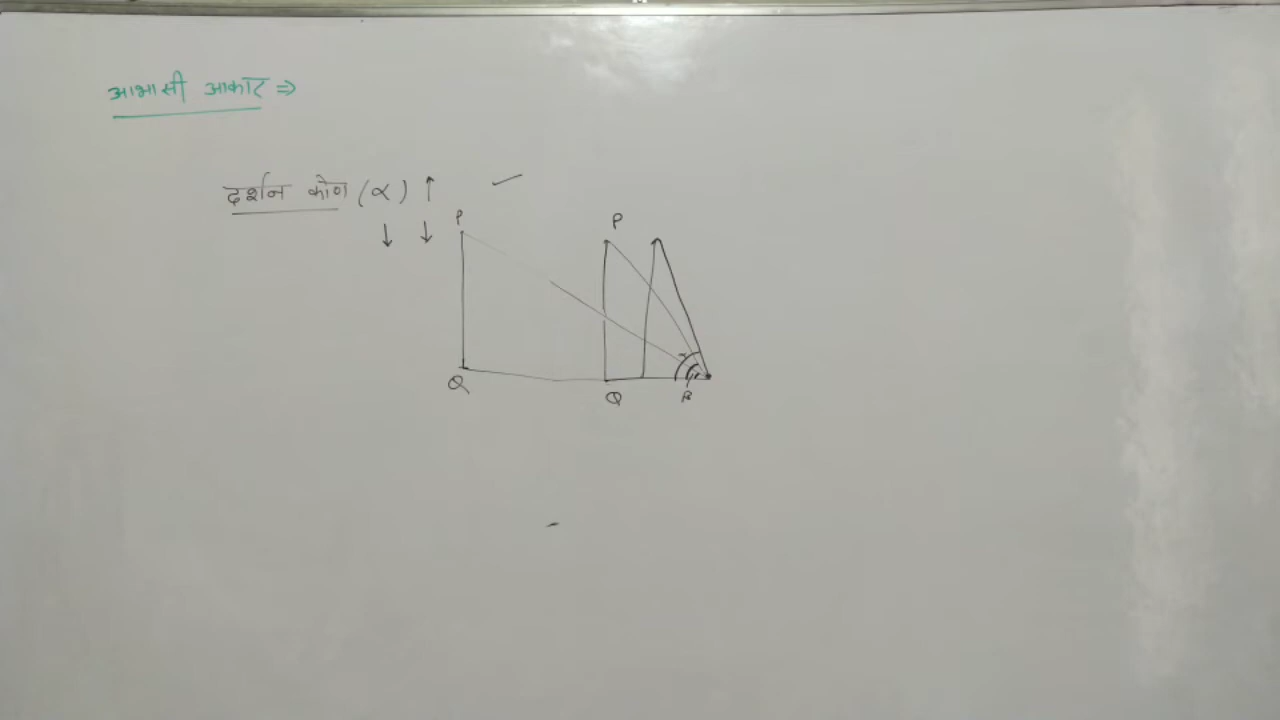 आभासी आकार ⇒
दर्शन कोण (α) ↑
↓ ↓
P P
Q Q β